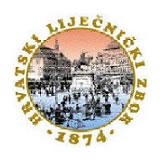 HRVATSKI LIJEČNIČKI ZBOR
·1874·